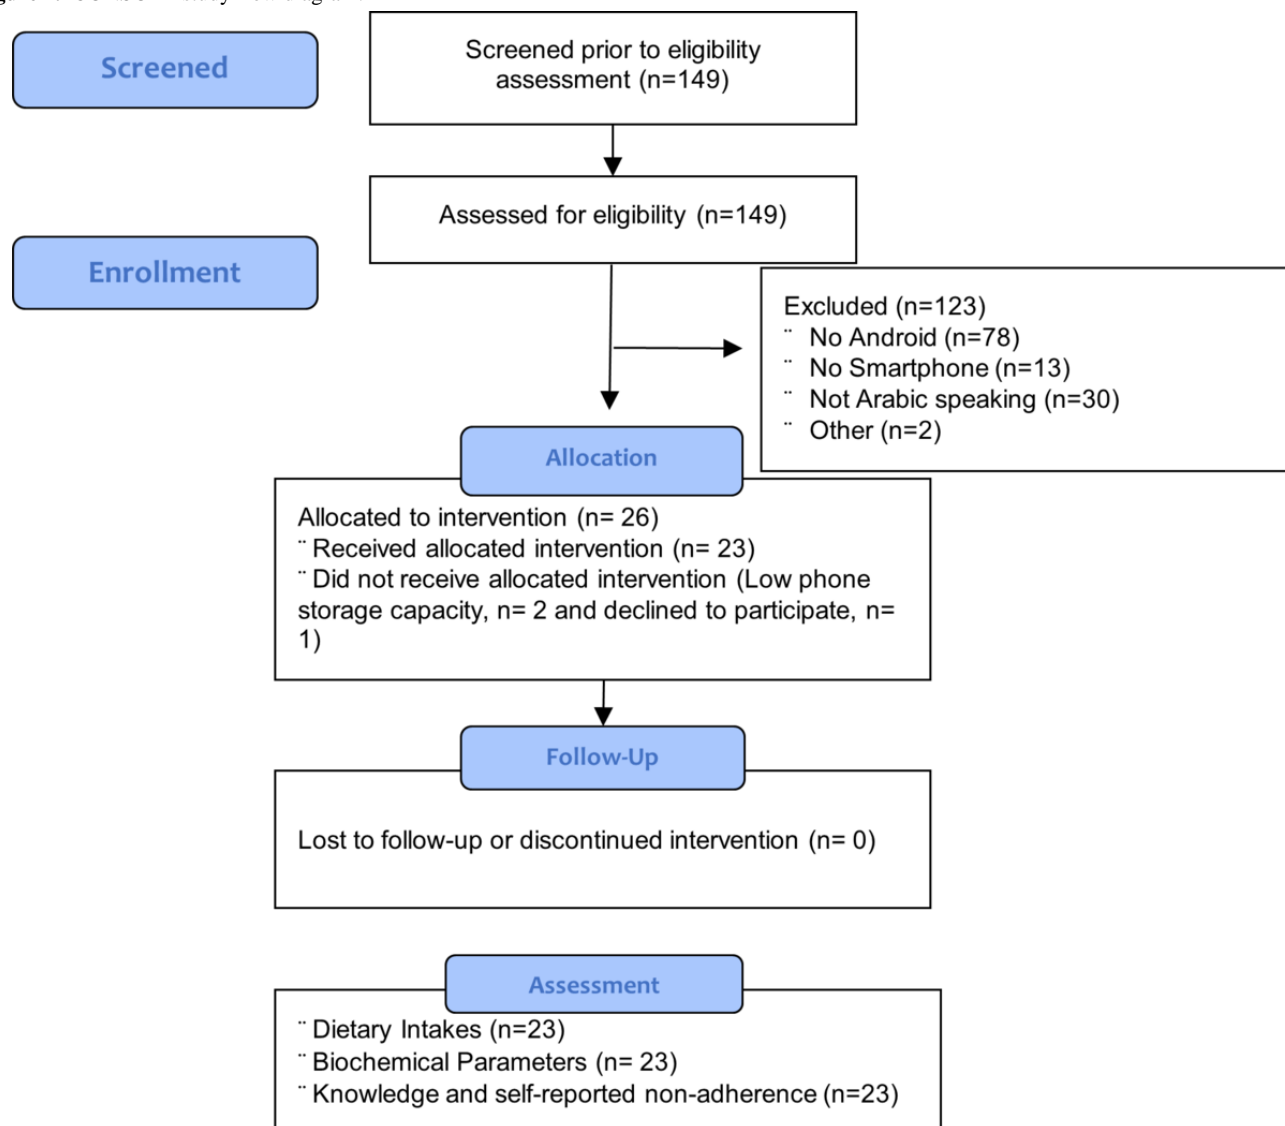 Screened
Screened prior to eligibility
assessment (n=149)
Assessed for eligibility (n=149)
Enrollment
Excluded (n=123)
¨ No Android (n=78)
¨ No Smartphone (n=13)
¨ Not Arabic speaking (n=30)
¨ Other (n=2)
Allocation
Allocated to intervention (n= 26)
¨ Received allocated intervention (n= 23)
¨ Did not receive allocated intervention (Low phone
storage capacity, n= 2 and declined to participate, n=
1)
Follow-Up
Lost to follow-up or discontinued intervention (n= 0)
Assessment
¨ Dietary Intakes (n=23)
¨ Biochemical Parameters (n= 23)
¨ Knowledge and self-reported non-adherence (n=23)